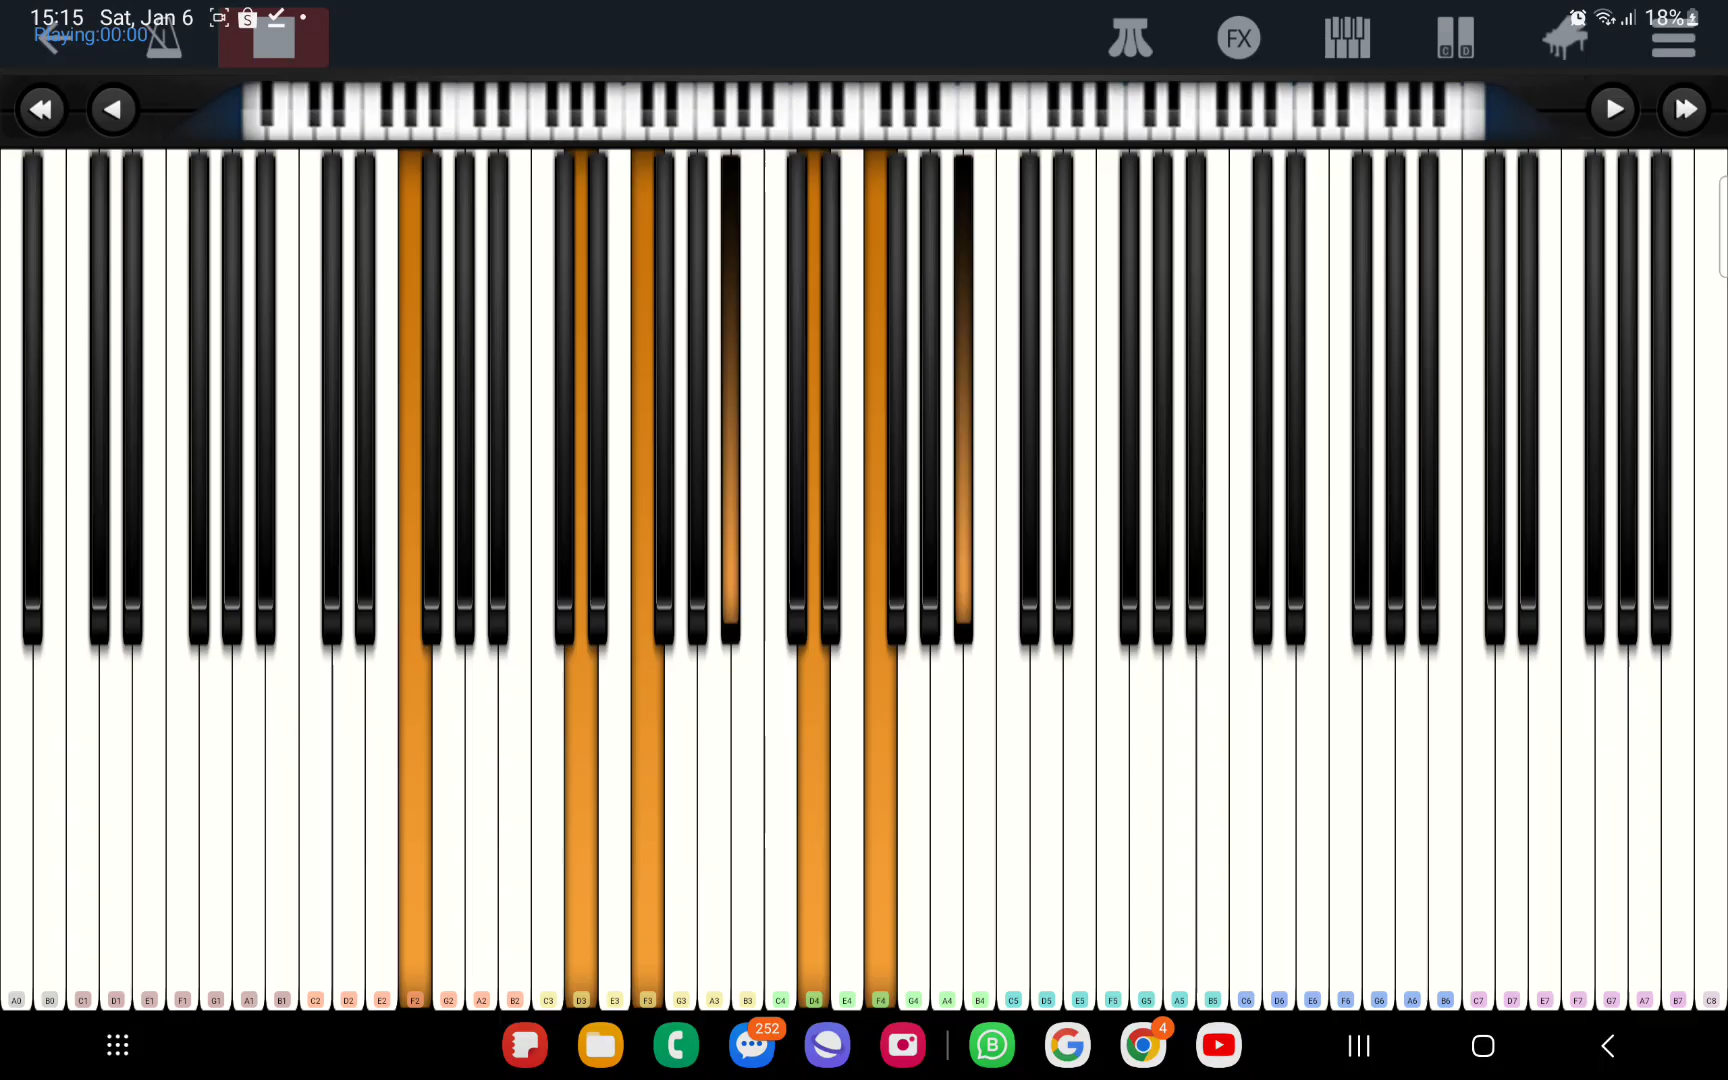 15:15 Sat, Jan 6 S 18%
Playing:00:00
FX
C D
A0 B0 C1 D1 E1 F1 G1 A1 B1 C2 D2 E2 F2 G2 A2 B2 C3 D3 E3 F3 G3 A3 B3 C4 D4 E4 F4 G4 A4 B4 C5 D5 E5 F5 G5 A5 B5 C6 D6 E6 F6 G6 A6 B6 C7 D7 E7 F7 G7 A7 B7 C8
252 B G 4